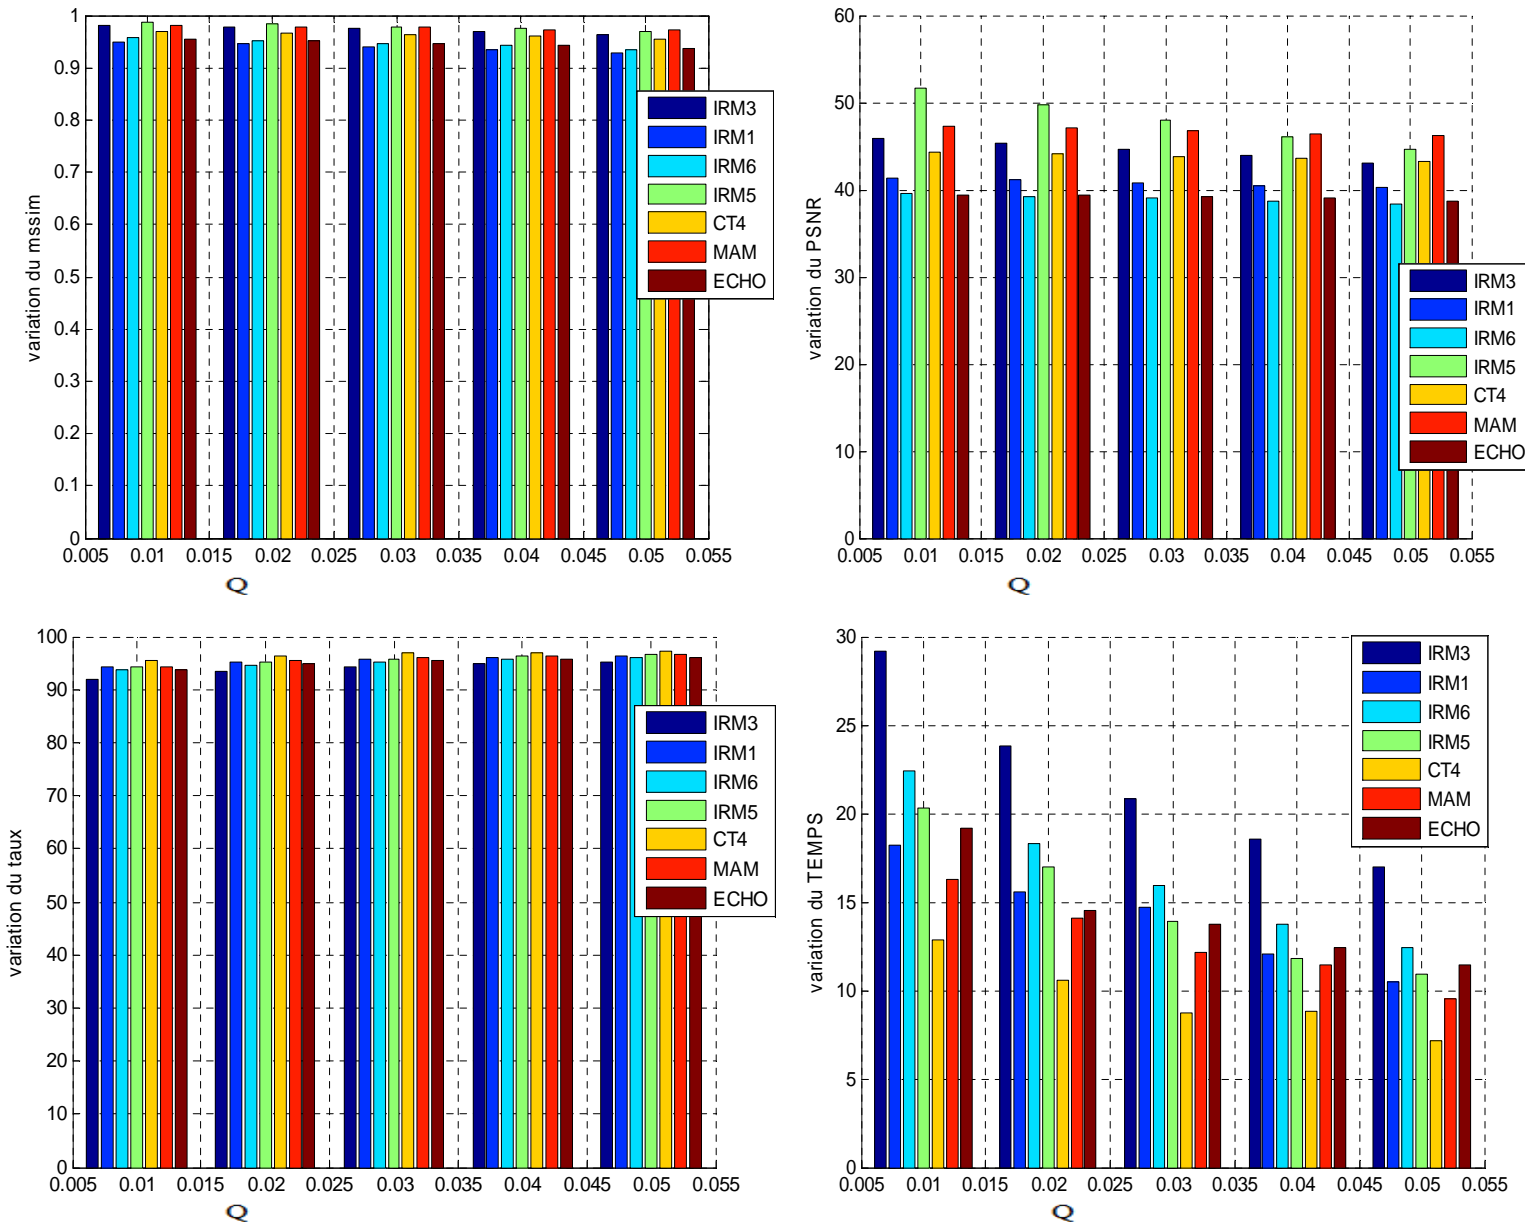 1
0.9
0.8
0.7
0.6
0.5
0.4
0.3
0.2
0.1
0
variation du mssim
0.005 0.01 0.015 0.02 0.025 0.03 0.035 0.04 0.045 0.05 0.055
Q
IRM3
IRM1
IRM6
IRM5
CT4
MAM
ECHO
60
50
40
30
20
10
0
variation du PSNR
0.005 0.01 0.015 0.02 0.025 0.03 0.035 0.04 0.045 0.05 0.055
Q
IRM3
IRM1
IRM6
IRM5
CT4
MAM
ECHO
100
90
80
70
60
50
40
30
20
10
0
variation du taux
0.005 0.01 0.015 0.02 0.025 0.03 0.035 0.04 0.045 0.05 0.055
Q
IRM3
IRM1
IRM6
IRM5
CT4
MAM
ECHO
30
25
20
15
10
5
0
variation du TEMPS
0.005 0.01 0.015 0.02 0.025 0.03 0.035 0.04 0.045 0.05 0.055
Q
IRM3
IRM1
IRM6
IRM5
CT4
MAM
ECHO